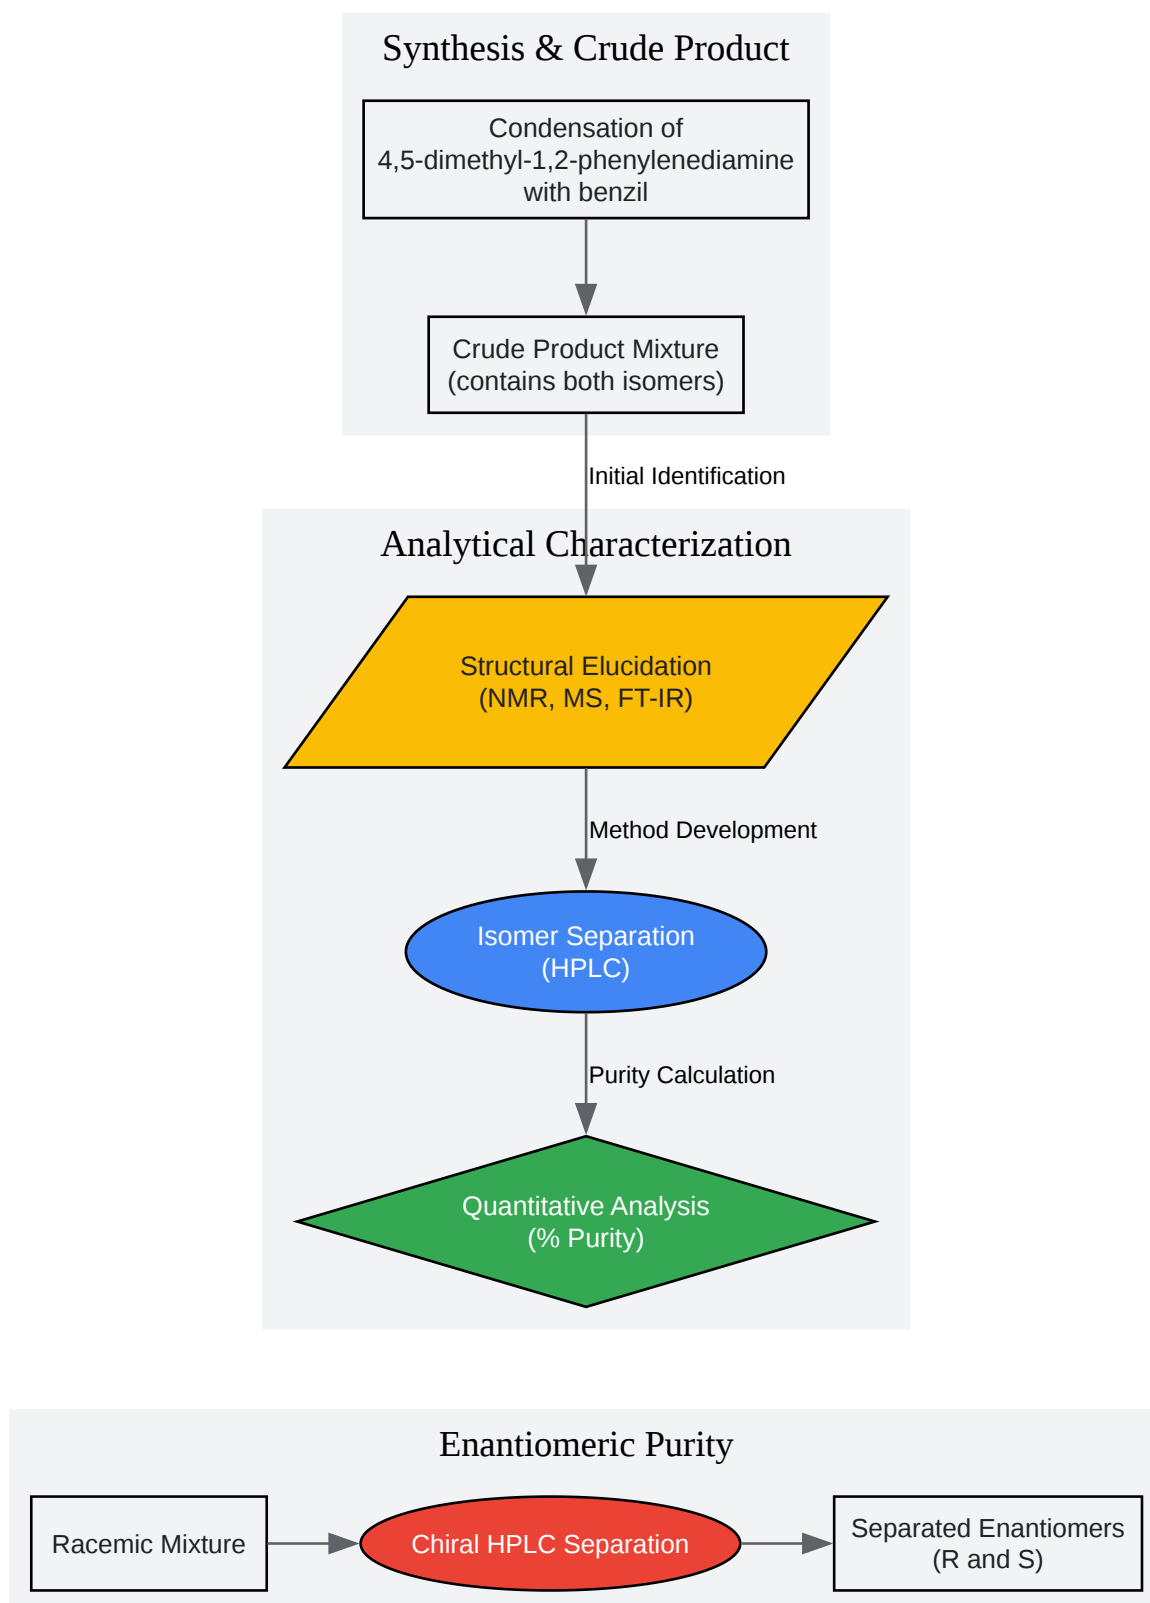 Synthesis & Crude Product
Condensation of
4,5-dimethyl-1,2-phenylenediamine
with benzil
Crude Product Mixture
(contains both isomers)
Initial Identification
Analytical Characterization
Structural Elucidation
(NMR, MS, FT-IR)
Method Development
Isomer Separation
(HPLC)
Purity Calculation
Quantitative Analysis
(% Purity)
Enantiomeric Purity
Racemic Mixture
Chiral HPLC Separation
Separated Enantiomers
(R and S)